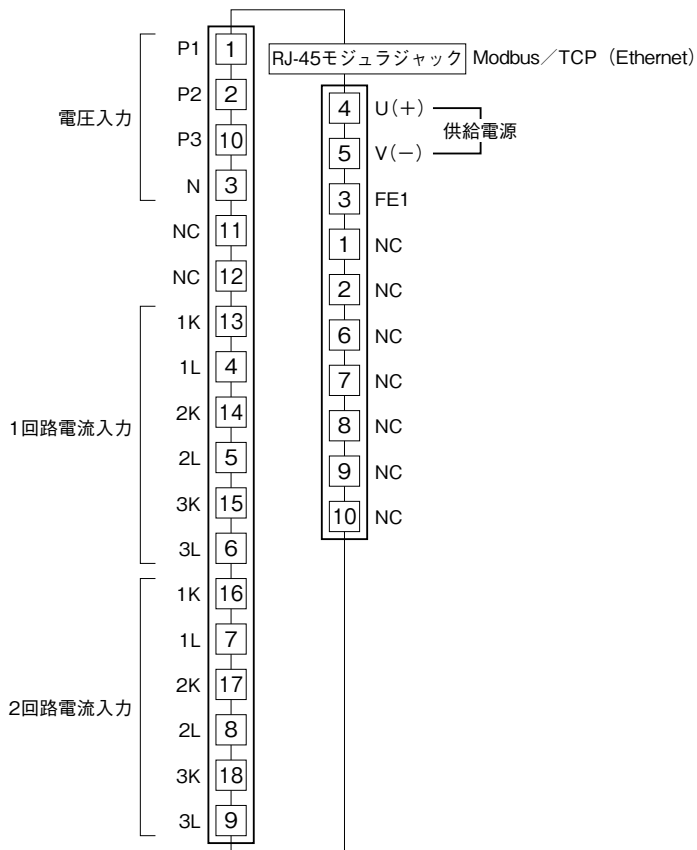 P1 1
P2 2
P3 10
N 3
電圧入力
NC 11
NC 12
1K 13
1L 4
2K 14
2L 5
3K 15
3L 6
1回路電流入力
1K 16
1L 7
2K 17
2L 8
3K 18
3L 9
2回路電流入力
RJ-45モジュラジャック Modbus／TCP（Ethernet）
4 U(＋)
5 V(－)
供給電源
3 FE1
1 NC
2 NC
6 NC
7 NC
8 NC
9 NC
10 NC